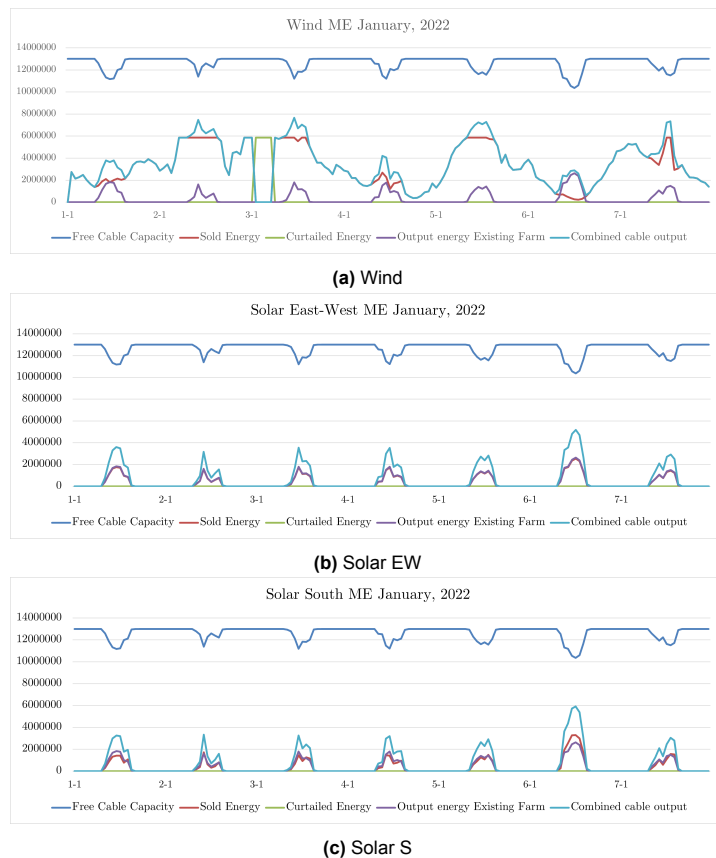 Wind ME January, 2022
14000000
12000000
10000000
8000000
6000000
4000000
2000000
0
1-1 2-1 3-1 4-1 5-1 6-1 7-1
Free Cable Capacity Sold Energy Curtailed Energy Output energy Existing Farm Combined cable output
(a) Wind
Solar East-West ME January, 2022
14000000
12000000
10000000
8000000
6000000
4000000
2000000
0
1-1 2-1 3-1 4-1 5-1 6-1 7-1
Free Cable Capacity Sold Energy Curtailed Energy Output energy Existing Farm Combined cable output
(b) Solar EW
Solar South ME January, 2022
14000000
12000000
10000000
8000000
6000000
4000000
2000000
0
1-1 2-1 3-1 4-1 5-1 6-1 7-1
Free Cable Capacity Sold Energy Curtailed Energy Output energy Existing Farm Combined cable output
(c) Solar S